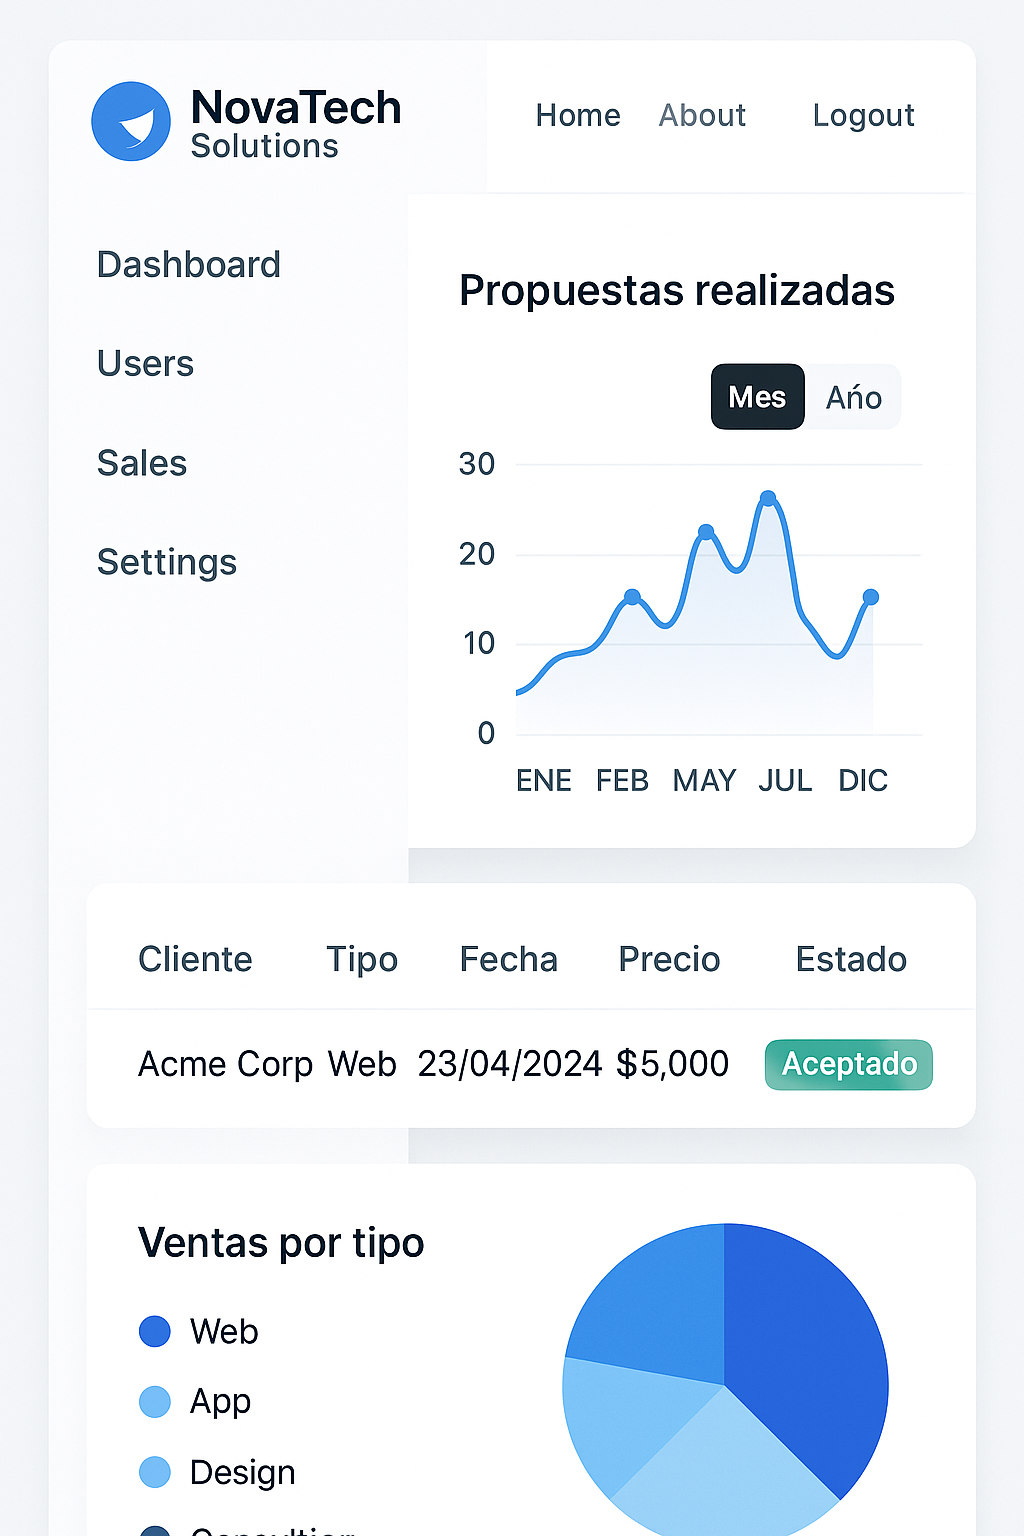 NovaTech
Solutions
Home About Logout
Dashboard
Users
Sales
Settings
Propuestas realizadas
Mes Ańo
30
20
10
0
ENE FEB MAY JUL DIC
Cliente Tipo Fecha Precio Estado
Acme Corp Web 23/04/2024 $5,000 Aceptado
Ventas por tipo
Web
App
Design